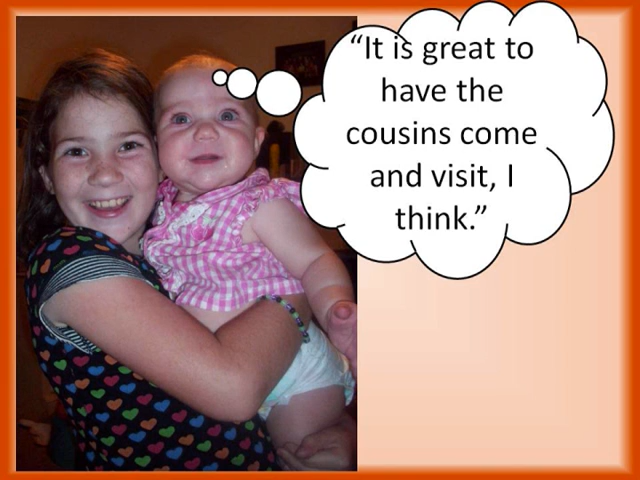 “It is great to
have the
cousins come
and visit, I
think.”